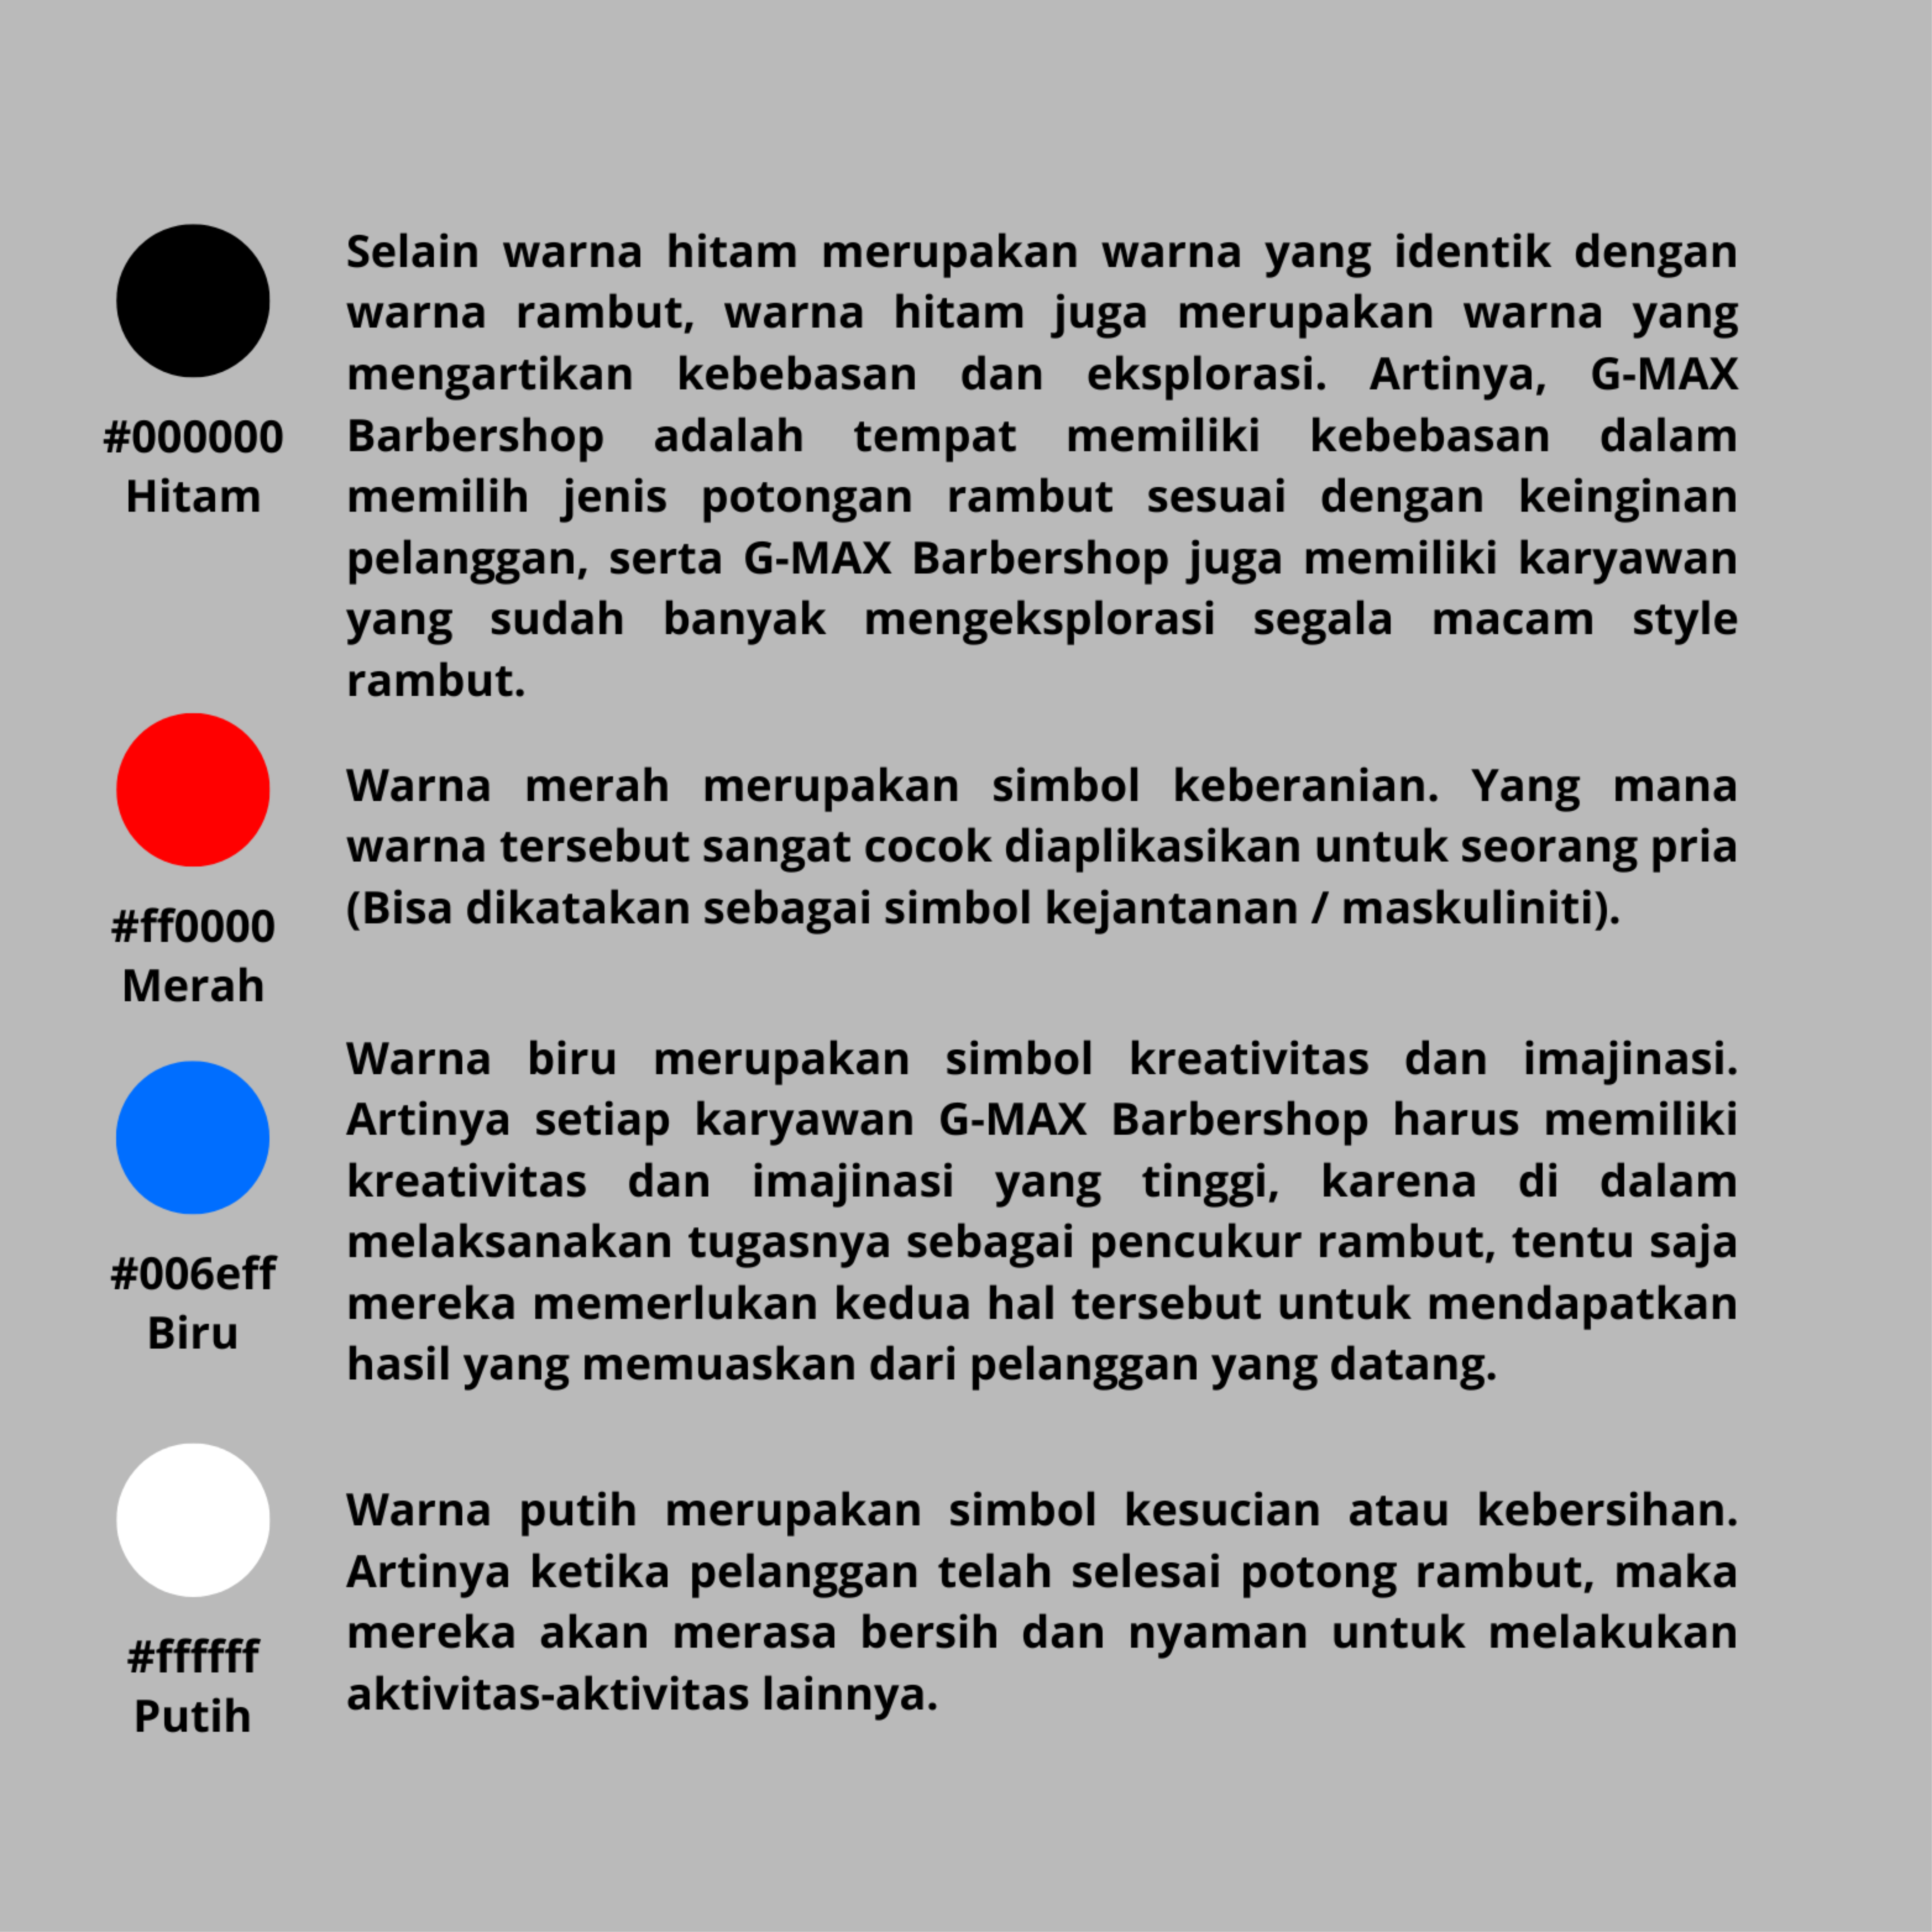 #000000
Hitam
Selain warna hitam merupakan warna yang identik dengan
warna rambut, warna hitam juga merupakan warna yang
mengartikan kebebasan dan eksplorasi. Artinya, G-MAX
Barbershop adalah tempat memiliki kebebasan dalam
memilih jenis potongan rambut sesuai dengan keinginan
pelanggan, serta G-MAX Barbershop juga memiliki karyawan
yang sudah banyak mengeksplorasi segala macam style
rambut.
#ff0000
Merah
Warna merah merupakan simbol keberanian. Yang mana
warna tersebut sangat cocok diaplikasikan untuk seorang pria
(Bisa dikatakan sebagai simbol kejantanan / maskuliniti).
#006eff
Biru
Warna biru merupakan simbol kreativitas dan imajinasi.
Artinya setiap karyawan G-MAX Barbershop harus memiliki
kreativitas dan imajinasi yang tinggi, karena di dalam
melaksanakan tugasnya sebagai pencukur rambut, tentu saja
mereka memerlukan kedua hal tersebut untuk mendapatkan
hasil yang memuaskan dari pelanggan yang datang.
#ffffff
Putih
Warna putih merupakan simbol kesucian atau kebersihan.
Artinya ketika pelanggan telah selesai potong rambut, maka
mereka akan merasa bersih dan nyaman untuk melakukan
aktivitas-aktivitas lainnya.